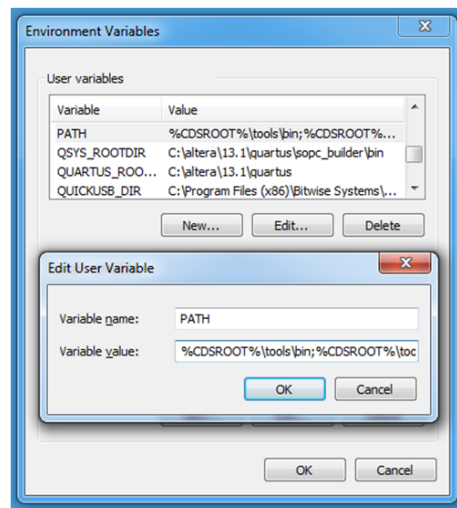 Environment Variables
User variables
Variable Value
PATH %CDSROOT%\tools\bin;%CDSROOT%...
QSYS_ROOTDIR C:\altera\13.1\quartus\sopc_builder\bin
QUARTUS_ROO... C:\altera\13.1\quartus
QUICKUSB_DIR C:\Program Files (x86)\Bitwise Systems\...
New... Edit... Delete
Edit User Variable
Variable name: PATH
Variable value: %CDSROOT%\tools\bin;%CDSROOT%\toc
OK Cancel
OK Cancel